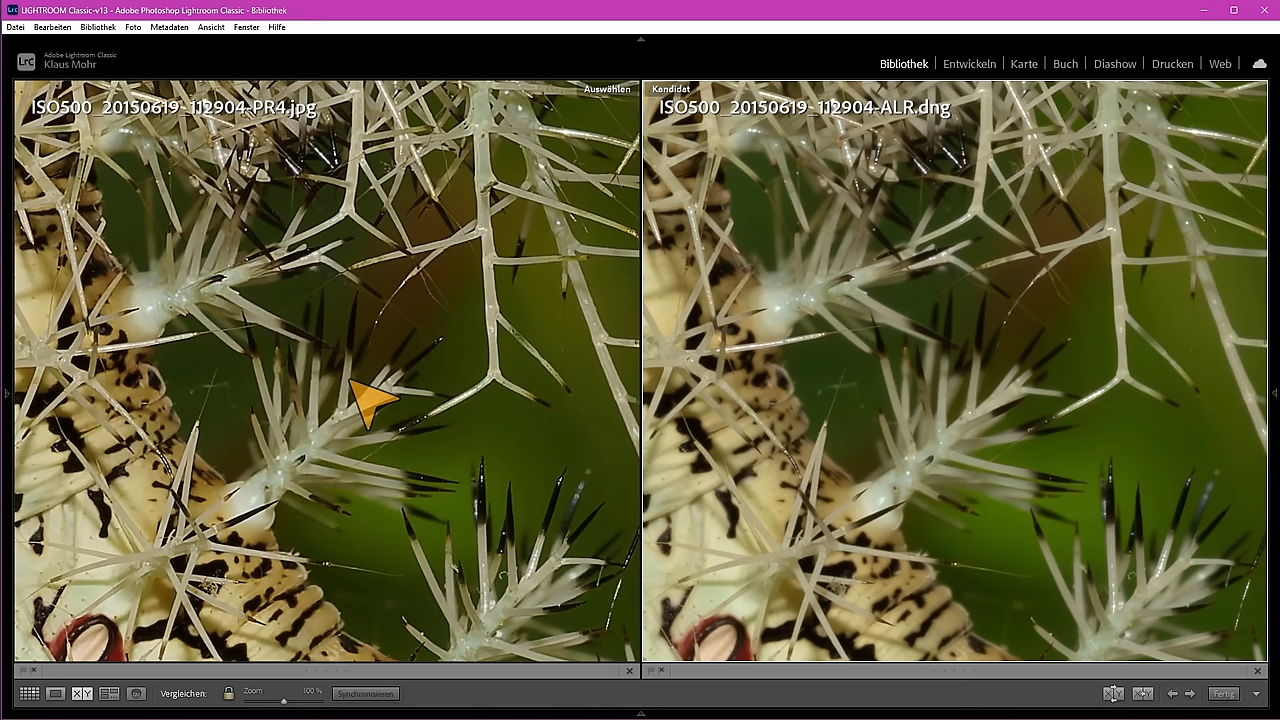 LIGHTROOM Classic-v13 - Adobe Photoshop Lightroom Classic - Bibliothek
Datei Bearbeiten Bibliothek Foto Metadaten Ansicht Fenster Hilfe
LrC
Adobe Lightroom Classic
Klaus Mohr
Bibliothek | Entwickeln | Karte | Buch | Diashow | Drucken | Web
Auswählen
Kandidat
ISO500_20150619_112904-PR4.jpg
ISO500_20150619_112904-ALR.dng
XY Vergleichen: Zoom 100 % Synchronisieren
Fertig